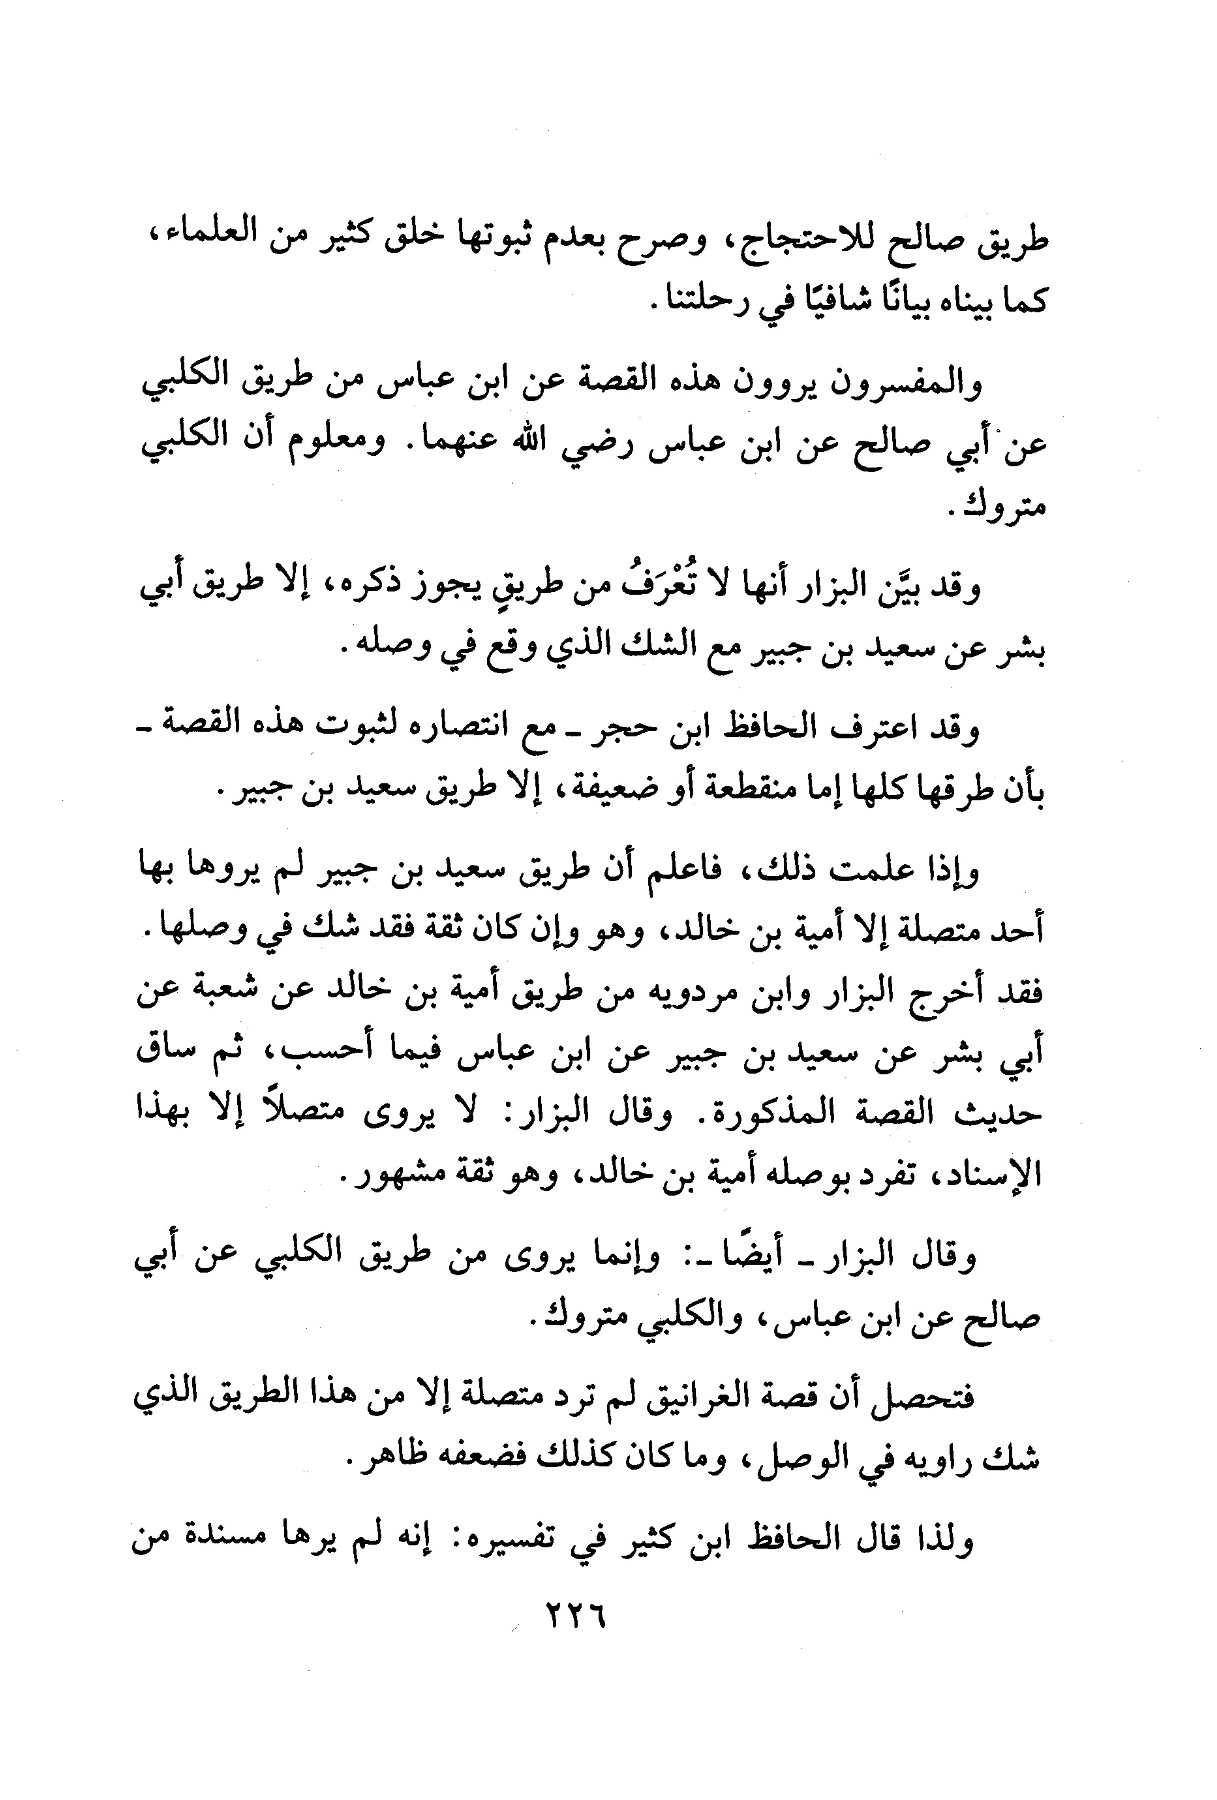 طريق صالح للاحتجاج، وصرح بعدم ثبوتها خلق كثير من العلماء،
كما بيناه بيانًا شافيًا في رحلتنا.
والمفسرون يروون هذه القصة عن ابن عباس من طريق الكلبي
عن أبي صالح عن ابن عباس رضي الله عنهما. ومعلوم أن الكلبي
متروك.
وقد بيَّن البزار أنها لا تُعْرَفُ من طريقٍ يجوز ذكره، إلا طريق أبي
بشر عن سعيد بن جبير مع الشك الذي وقع في وصله.
وقد اعترف الحافظ ابن حجر ـ مع انتصاره لثبوت هذه القصة ـ
بأن طرقها كلها إما منقطعة أو ضعيفة، إلا طريق سعيد بن جبير.
وإذا علمت ذلك، فاعلم أن طريق سعيد بن جبير لم يروها بها
أحد متصلة إلا أمية بن خالد، وهو وإن كان ثقة فقد شك في وصلها.
فقد أخرج البزار وابن مردويه من طريق أمية بن خالد عن شعبة عن
أبي بشر عن سعيد بن جبير عن ابن عباس فيما أحسب، ثم ساق
حديث القصة المذكورة. وقال البزار: لا يروى متصلاً إلا بهذا
الإسناد، تفرد بوصله أمية بن خالد، وهو ثقة مشهور.
وقال البزار ـ أيضًا ـ: وإنما يروى من طريق الكلبي عن أبي
صالح عن ابن عباس، والكلبي متروك.
فتحصل أن قصة الغرانيق لم ترد متصلة إلا من هذا الطريق الذي
شك راويه في الوصل، وما كان كذلك فضعفه ظاهر.
ولذا قال الحافظ ابن كثير في تفسيره: إنه لم يرها مسندة من
٢٢٦